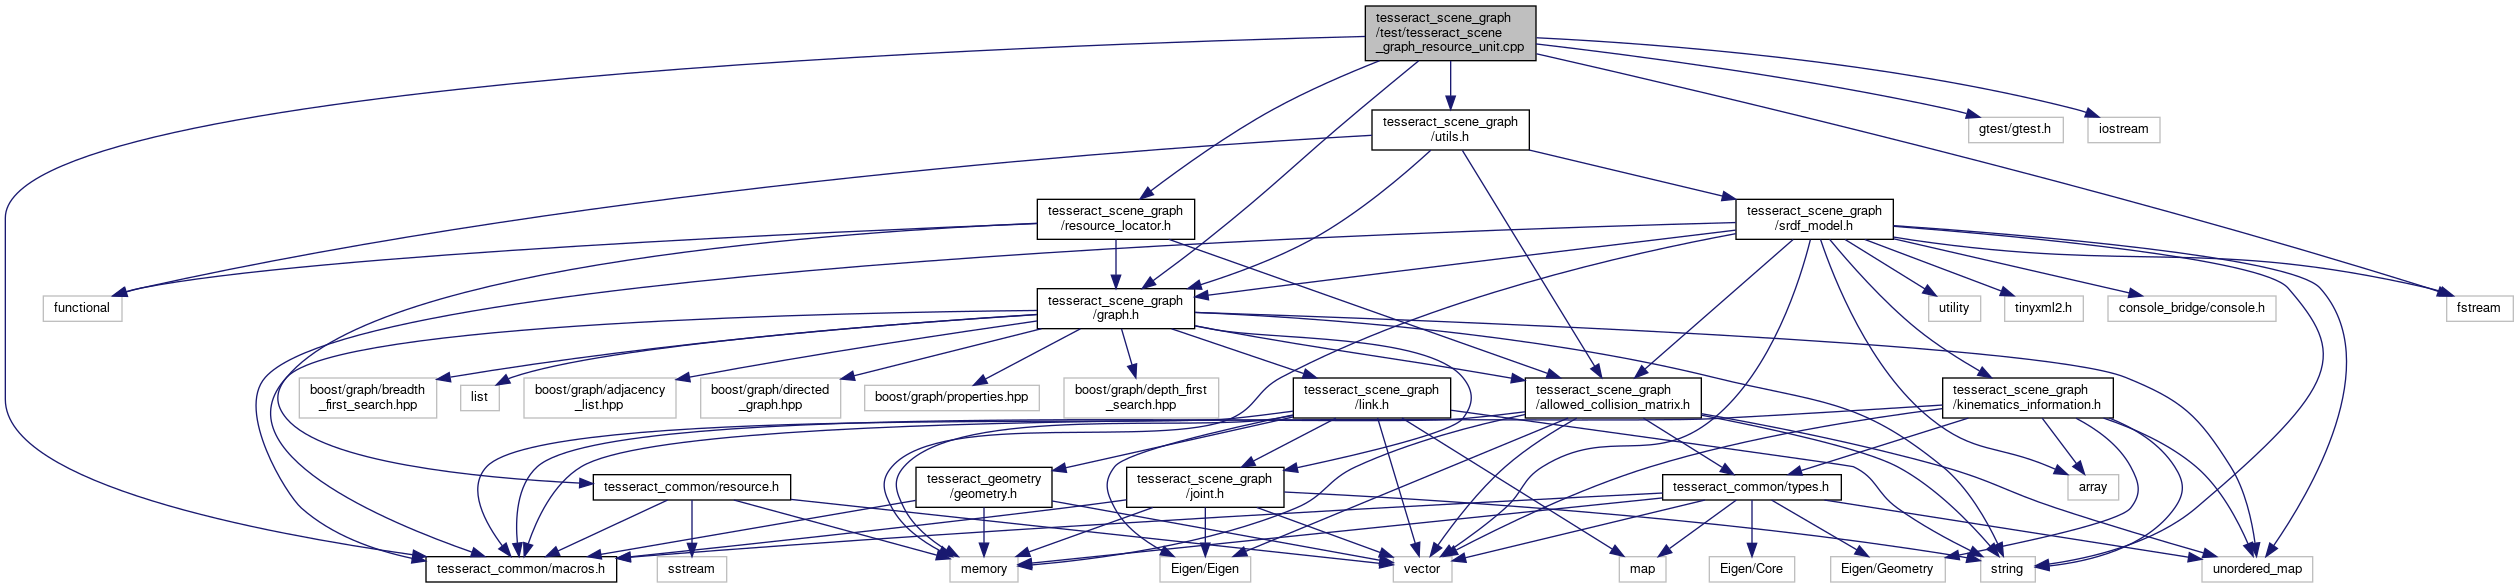 tesseract_scene_graph
/test/tesseract_scene
_graph_resource_unit.cpp
tesseract_scene_graph
/utils.h
gtest/gtest.h
iostream
tesseract_scene_graph
/resource_locator.h
tesseract_scene_graph
/srdf_model.h
functional
tesseract_scene_graph
/graph.h
utility
tinyxml2.h
console_bridge/console.h
fstream
boost/graph/breadth
_first_search.hpp
list
boost/graph/adjacency
_list.hpp
boost/graph/directed
_graph.hpp
boost/graph/properties.hpp
boost/graph/depth_first
_search.hpp
tesseract_scene_graph
/link.h
tesseract_scene_graph
/allowed_collision_matrix.h
tesseract_scene_graph
/kinematics_information.h
tesseract_common/resource.h
tesseract_geometry
/geometry.h
tesseract_scene_graph
/joint.h
tesseract_common/types.h
array
tesseract_common/macros.h
sstream
memory
Eigen/Eigen
vector
map
Eigen/Core
Eigen/Geometry
string
unordered_map